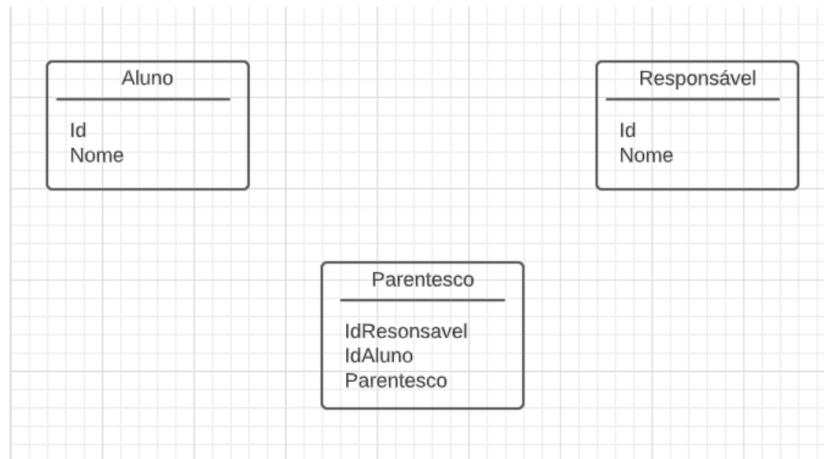 Aluno
Id
Nome
Responsável
Id
Nome
Parentesco
IdResonsavel
IdAluno
Parentesco